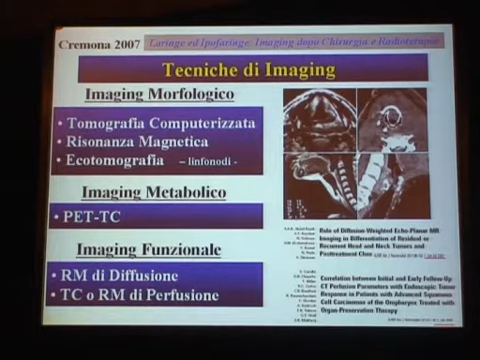 Cremona 2007
Laringe ed Ipofaringe: Imaging dopo Chirurgia e Radioterapia
Tecniche di Imaging
Imaging Morfologico
• Tomografia Computerizzata
• Risonanza Magnetica
• Ecotomografia – linfonodi -
Imaging Metabolico
• PET-TC
Imaging Funzionale
• RM di Diffusione
• TC o RM di Perfusione
Role of Diffusion-Weighted Echo-Planar MR
Imaging in Differentiation of Residual or
Recurrent Head and Neck Tumors and
Posttreatment Changes
Correlation between Initial and Early Follow-Up
CT Perfusion Parameters with Endoscopic Tumor
Response in Patients with Advanced Squamous
Cell Carcinomas of the Oropharynx Treated with
Organ-Preservation Therapy